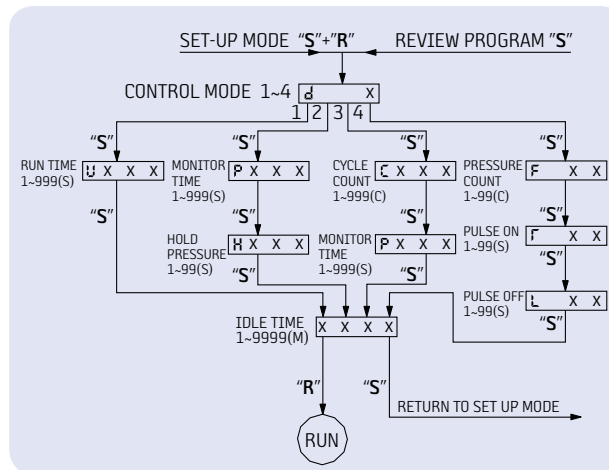 SET-UP MODE "S"+"R" REVIEW PROGRAM "S"
CONTROL MODE 1~4 d X
1 2 3 4
"S" "S" "S" "S"
RUN TIME
1~999(S)
U X X X
MONITOR
TIME
1~999(S)
P X X X
CYCLE
COUNT
1~999(C)
C X X X
PRESSURE
COUNT
1~99(C)
F X X
"S" "S" "S" "S"
HOLD
PRESSURE
1~99(S)
H X X X
MONITOR
TIME
1~999(S)
P X X X
PULSE ON
1~99(S)
T X X
"S" "S" "S"
PULSE OFF
1~99(S)
L X X
"S"
IDLE TIME
1~9999(M)
X X X X
"R" "S"
RETURN TO SET UP MODE
RUN